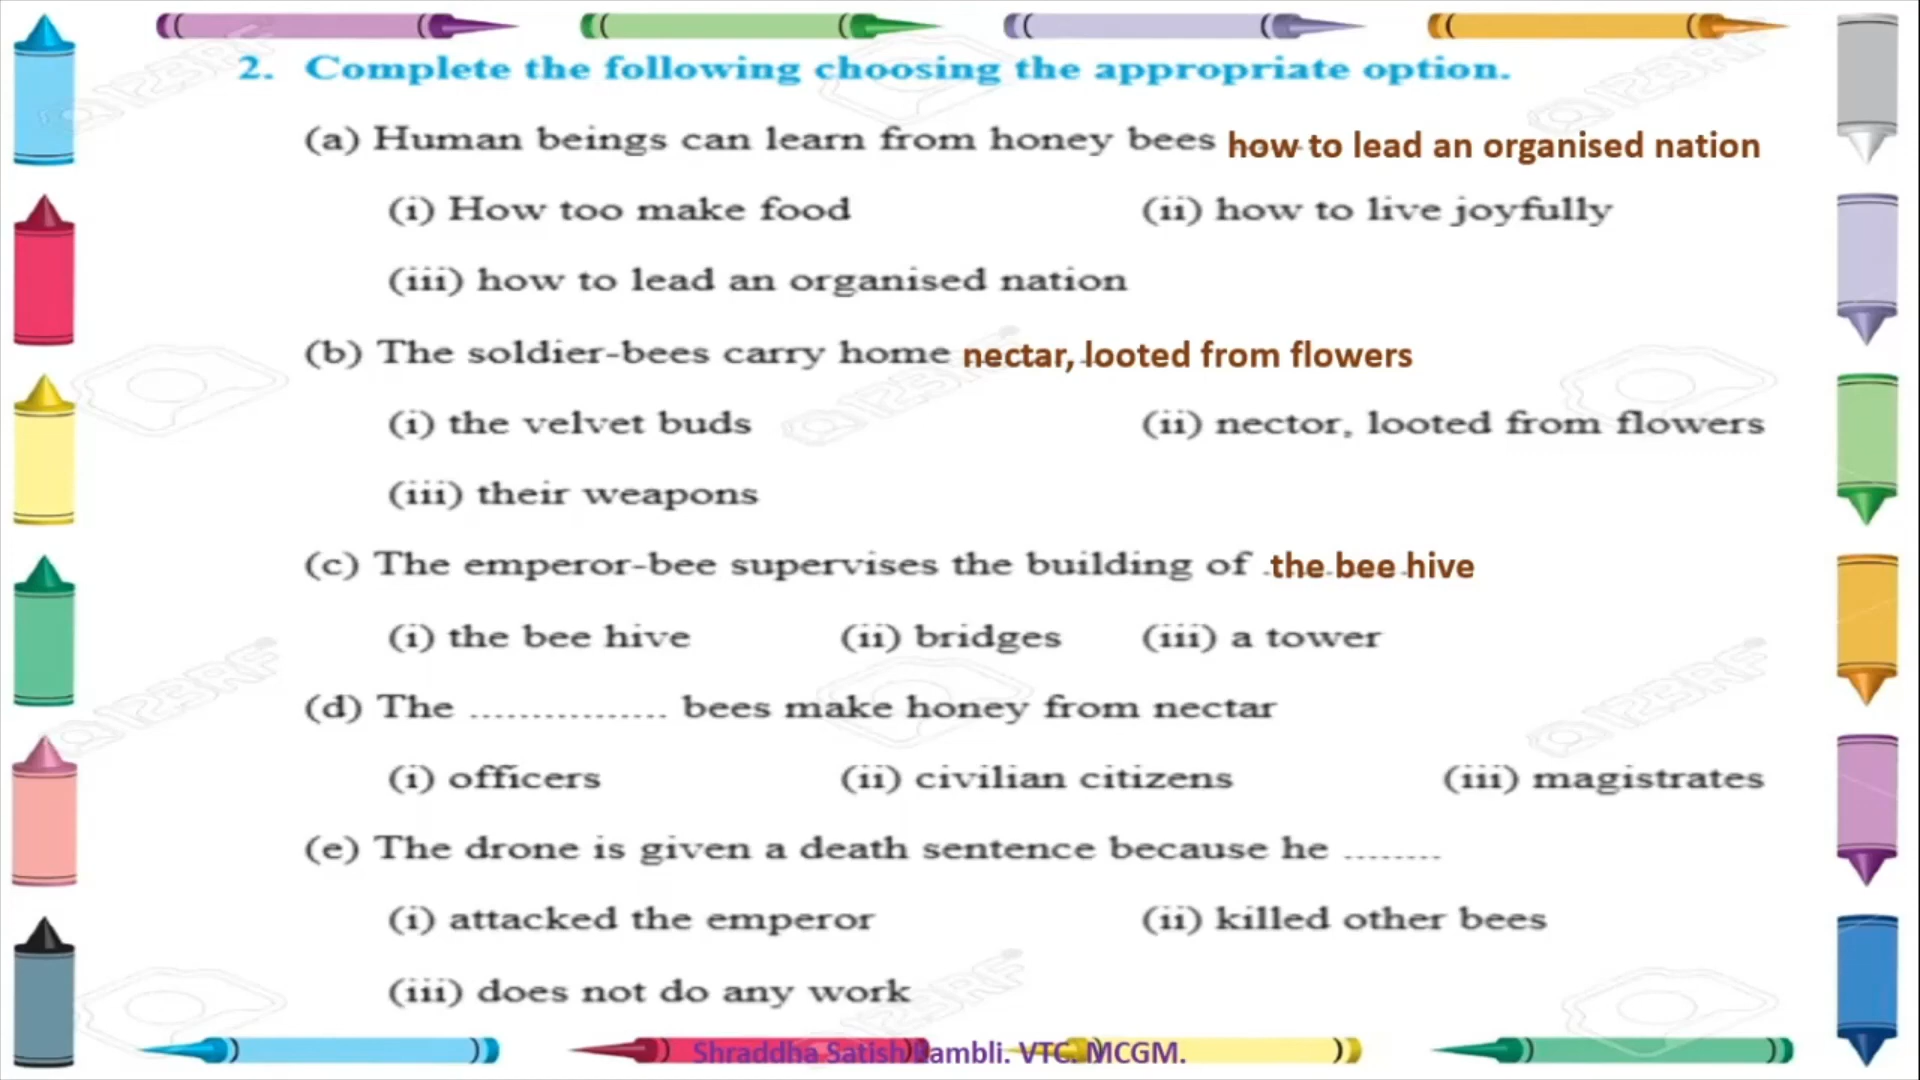 2. Complete the following choosing the appropriate option.
(a) Human beings can learn from honey bees how to lead an organised nation
(i) How too make food (ii) how to live joyfully
(iii) how to lead an organised nation
(b) The soldier-bees carry home nectar, looted from flowers
(i) the velvet buds (ii) nector, looted from flowers
(iii) their weapons
(c) The emperor-bee supervises the building of the bee hive
(i) the bee hive (ii) bridges (iii) a tower
(d) The ................ bees make honey from nectar
(i) officers (ii) civilian citizens (iii) magistrates
(e) The drone is given a death sentence because he ........
(i) attacked the emperor (ii) killed other bees
(iii) does not do any work
Shraddha Satish Kambli. VTC. MCGM.
123RF